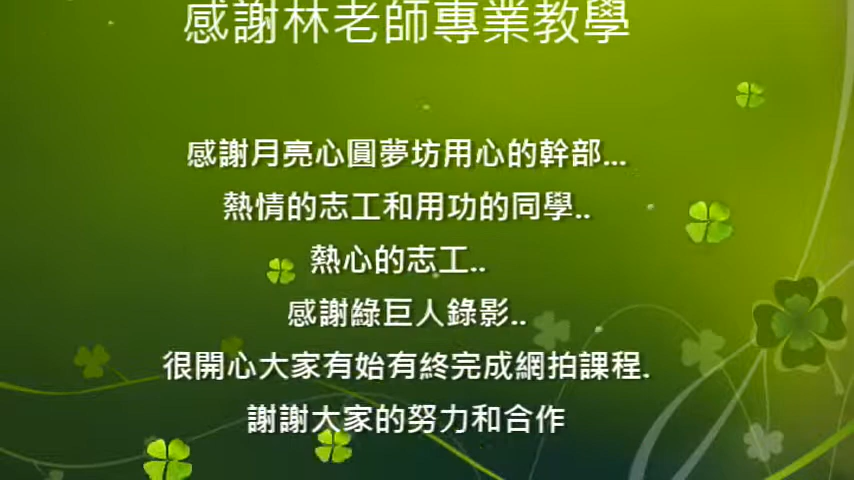 感謝林老師專業教學
感謝月亮心圓夢坊用心的幹部...
熱情的志工和用功的同學..
熱心的志工..
感謝綠巨人錄影..
很開心大家有始有終完成網拍課程.
謝謝大家的努力和合作